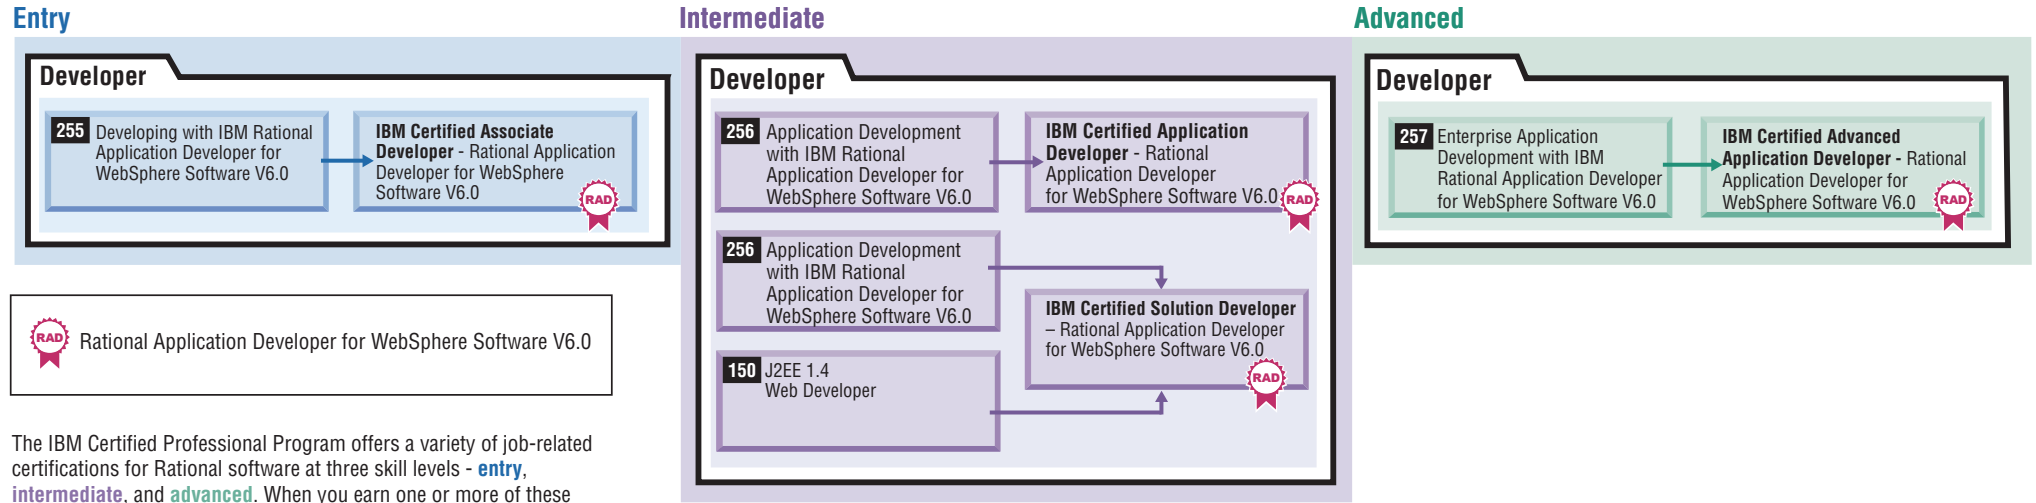 Entry
Developer
255 Developing with IBM Rational
Application Developer for
WebSphere Software V6.0
IBM Certified Associate
Developer - Rational Application
Developer for WebSphere
Software V6.0
RAD
RAD Rational Application Developer for WebSphere Software V6.0
The IBM Certified Professional Program offers a variety of job-related
certifications for Rational software at three skill levels - entry,
intermediate, and advanced. When you earn one or more of these
Intermediate
Developer
256 Application Development
with IBM Rational
Application Developer for
WebSphere Software V6.0
IBM Certified Application
Developer - Rational
Application Developer
for WebSphere Software V6.0
RAD
256 Application Development
with IBM Rational
Application Developer for
WebSphere Software V6.0
150 J2EE 1.4
Web Developer
IBM Certified Solution Developer
– Rational Application Developer
for WebSphere Software V6.0
RAD
Advanced
Developer
257 Enterprise Application
Development with IBM
Rational Application Developer
for WebSphere Software V6.0
IBM Certified Advanced
Application Developer - Rational
Application Developer for
WebSphere Software V6.0
RAD